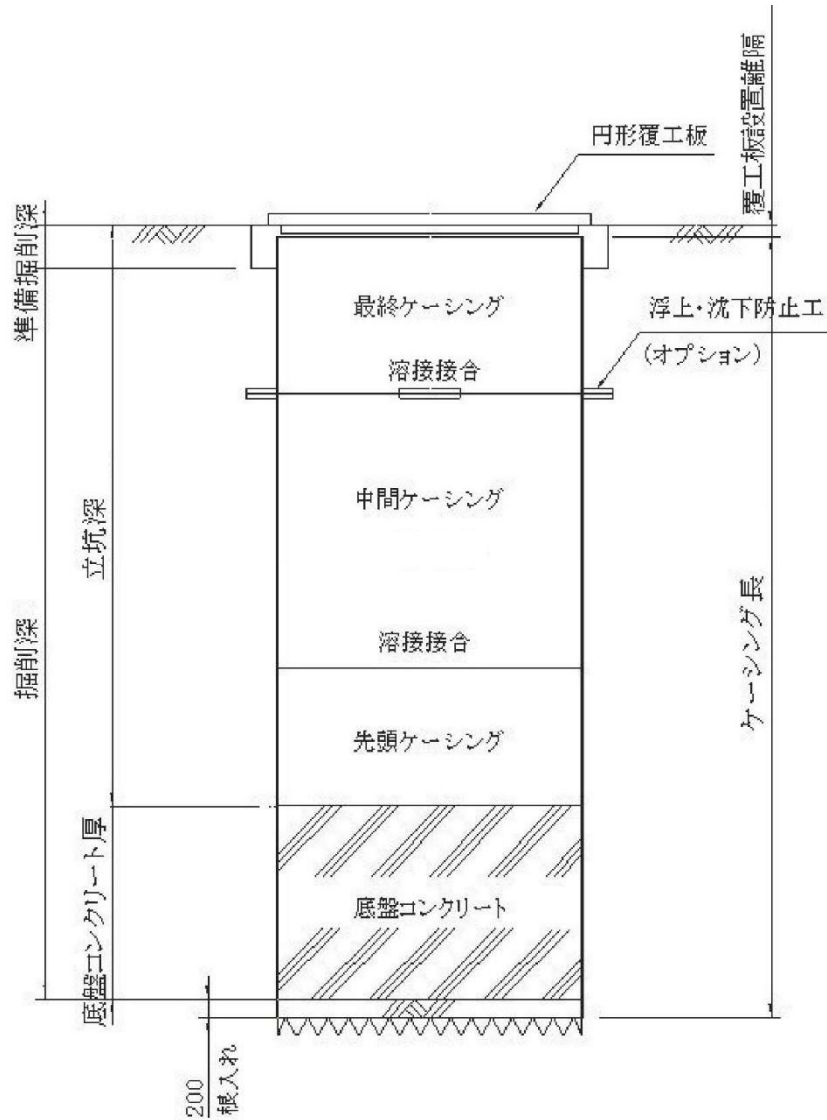 覆工板設置離隔
円形覆工板
準備掘削深
最終ケーシング
浮上・沈下防止工
(オプション)
溶接接合
中間ケーシング
立坑深
掘削深
溶接接合
ケーシング長
先頭ケーシング
底盤コンクリート厚
底盤コンクリート
200
根入れ